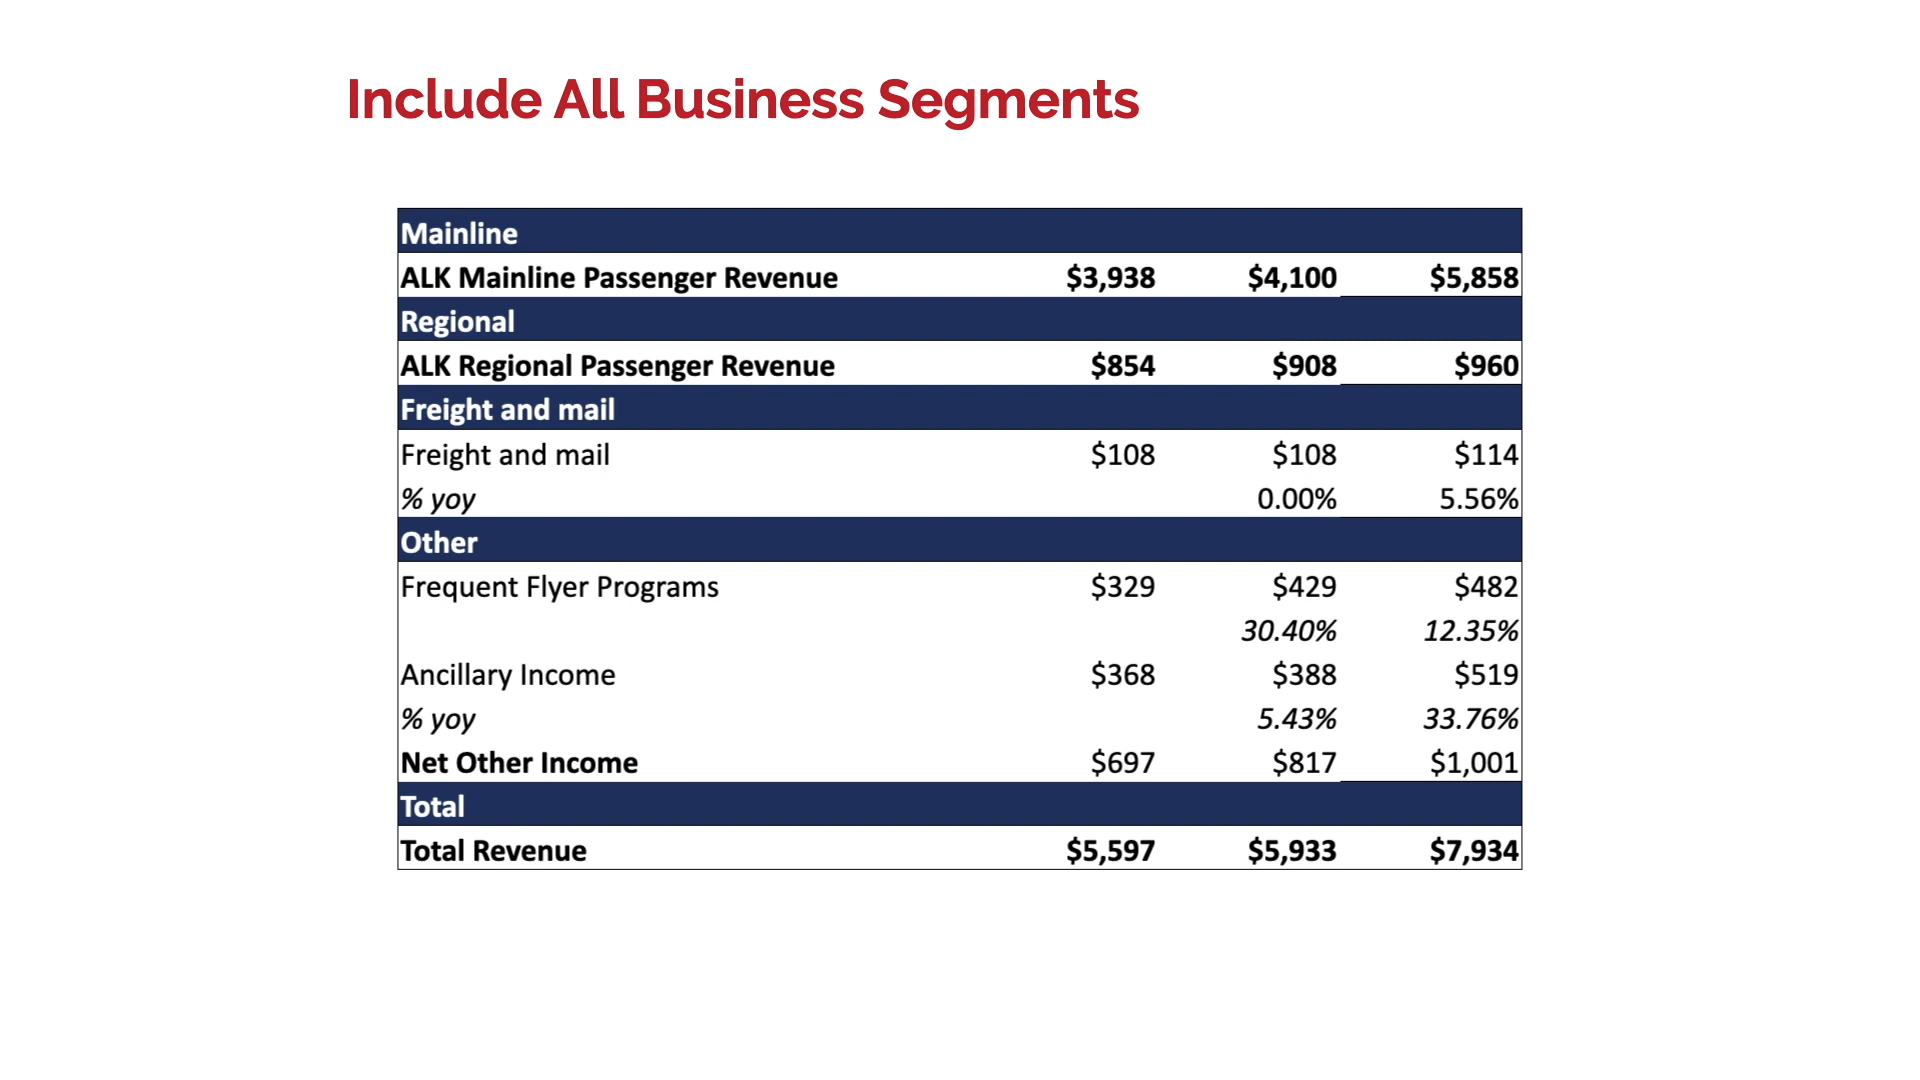 Include All Business Segments
Mainline
ALK Mainline Passenger Revenue $3,938 $4,100 $5,858
Regional
ALK Regional Passenger Revenue $854 $908 $960
Freight and mail
Freight and mail $108 $108 $114
% yoy 0.00% 5.56%
Other
Frequent Flyer Programs $329 $429 $482
30.40% 12.35%
Ancillary Income $368 $388 $519
% yoy 5.43% 33.76%
Net Other Income $697 $817 $1,001
Total
Total Revenue $5,597 $5,933 $7,934